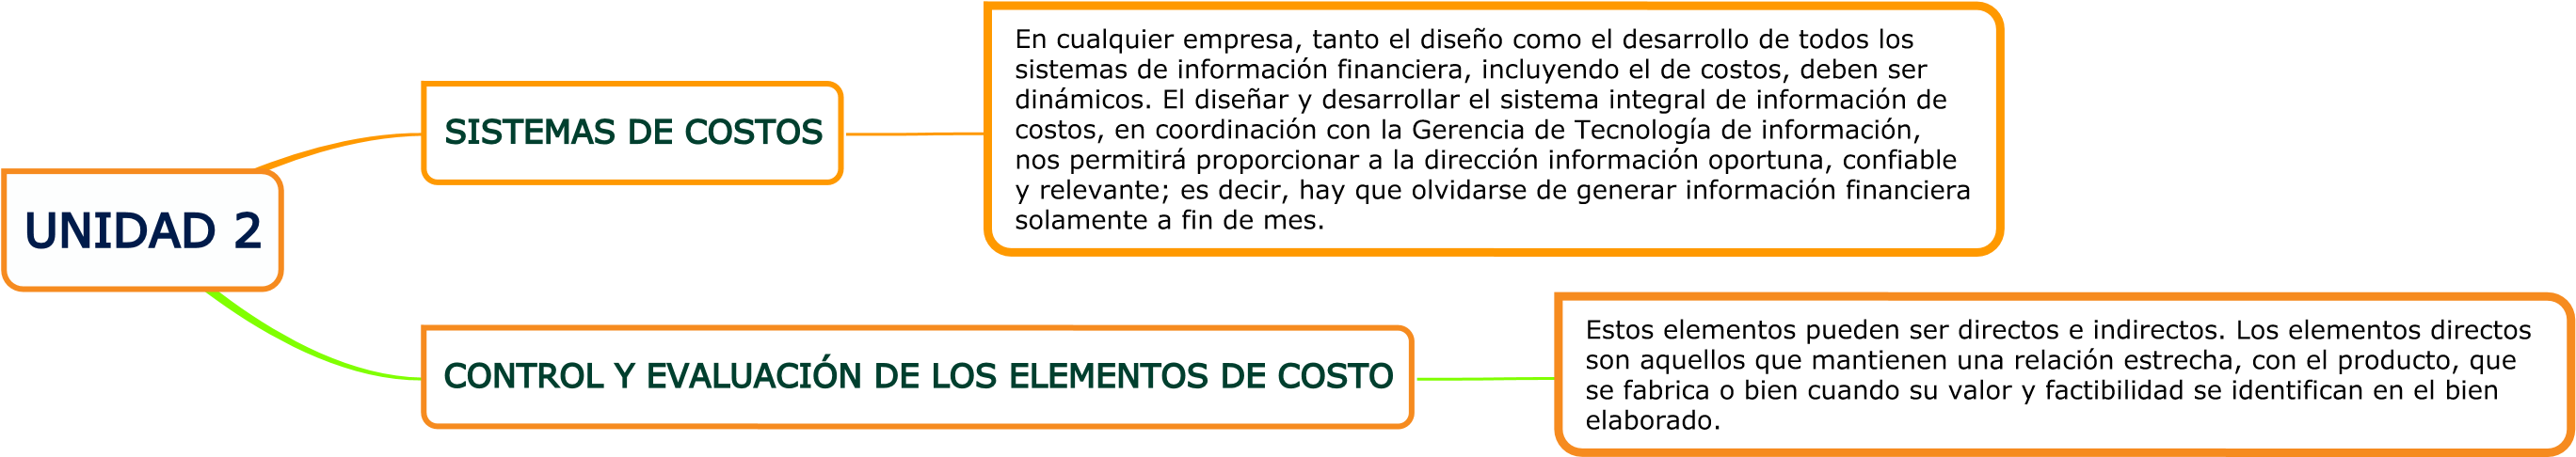 UNIDAD 2
SISTEMAS DE COSTOS
En cualquier empresa, tanto el diseño como el desarrollo de todos los
sistemas de información financiera, incluyendo el de costos, deben ser
dinámicos. El diseñar y desarrollar el sistema integral de información de
costos, en coordinación con la Gerencia de Tecnología de información,
nos permitirá proporcionar a la dirección información oportuna, confiable
y relevante; es decir, hay que olvidarse de generar información financiera
solamente a fin de mes.
CONTROL Y EVALUACIÓN DE LOS ELEMENTOS DE COSTO
Estos elementos pueden ser directos e indirectos. Los elementos directos
son aquellos que mantienen una relación estrecha, con el producto, que
se fabrica o bien cuando su valor y factibilidad se identifican en el bien
elaborado.